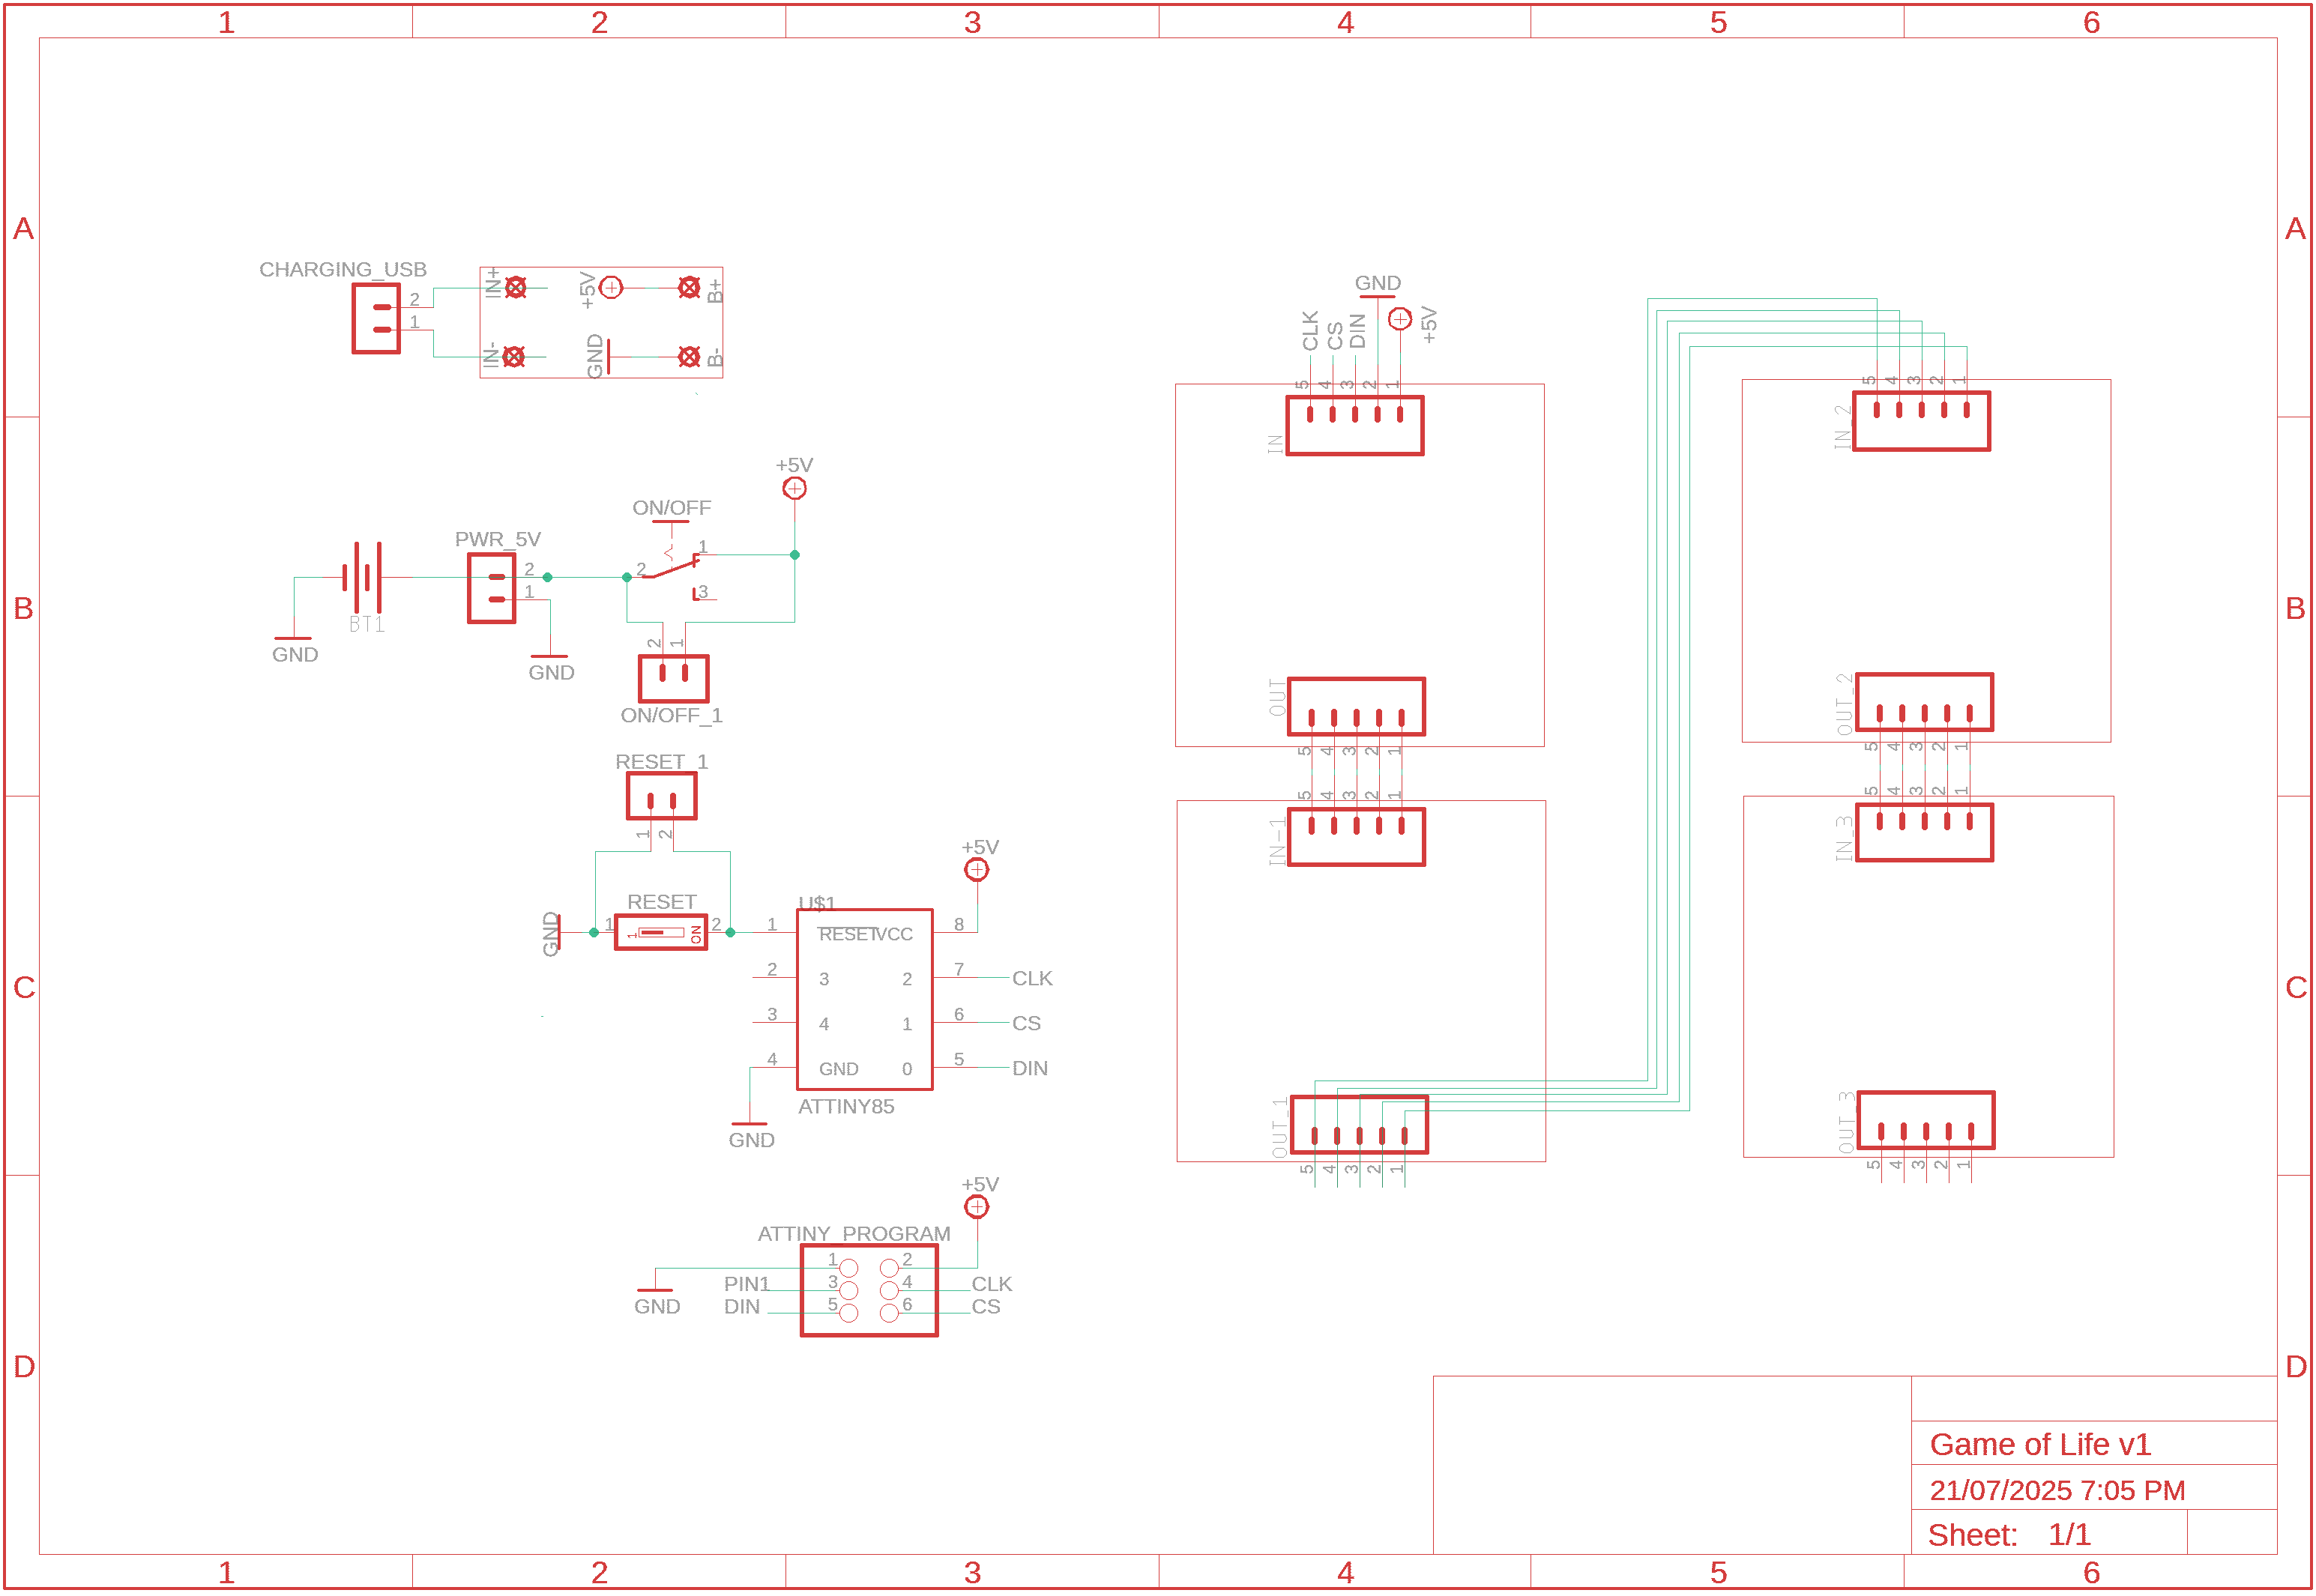 1 2 3 4 5 6
A A
B B
C C
D D
CHARGING_USB
2
1
IN+
IN-
+5V
GND
B+
B-
+5V
ON/OFF
PWR_5V
2
1
2
1
3
BT1
GND
GND
2 1
ON/OFF_1
RESET_1
1 2
RESET
GND
1
1
ON
2
U$1
+5V
1 RESET VCC 8
2 3 2 7 CLK
3 4 1 6 CS
4 GND 0 5 DIN
ATTINY85
GND
+5V
ATTINY_PROGRAM
1 2
PIN1 3 4 CLK
DIN 5 6 CS
GND
GND
CLK
CS
DIN
+5V
5 4 3 2 1
IN
OUT
5 4 3 2 1
5 4 3 2 1
IN-1
OUT_1
5 4 3 2 1
5 4 3 2 1
IN_2
OUT_2
5 4 3 2 1
5 4 3 2 1
IN_3
OUT_3
5 4 3 2 1
Game of Life v1
21/07/2025 7:05 PM
Sheet: 1/1
1 2 3 4 5 6